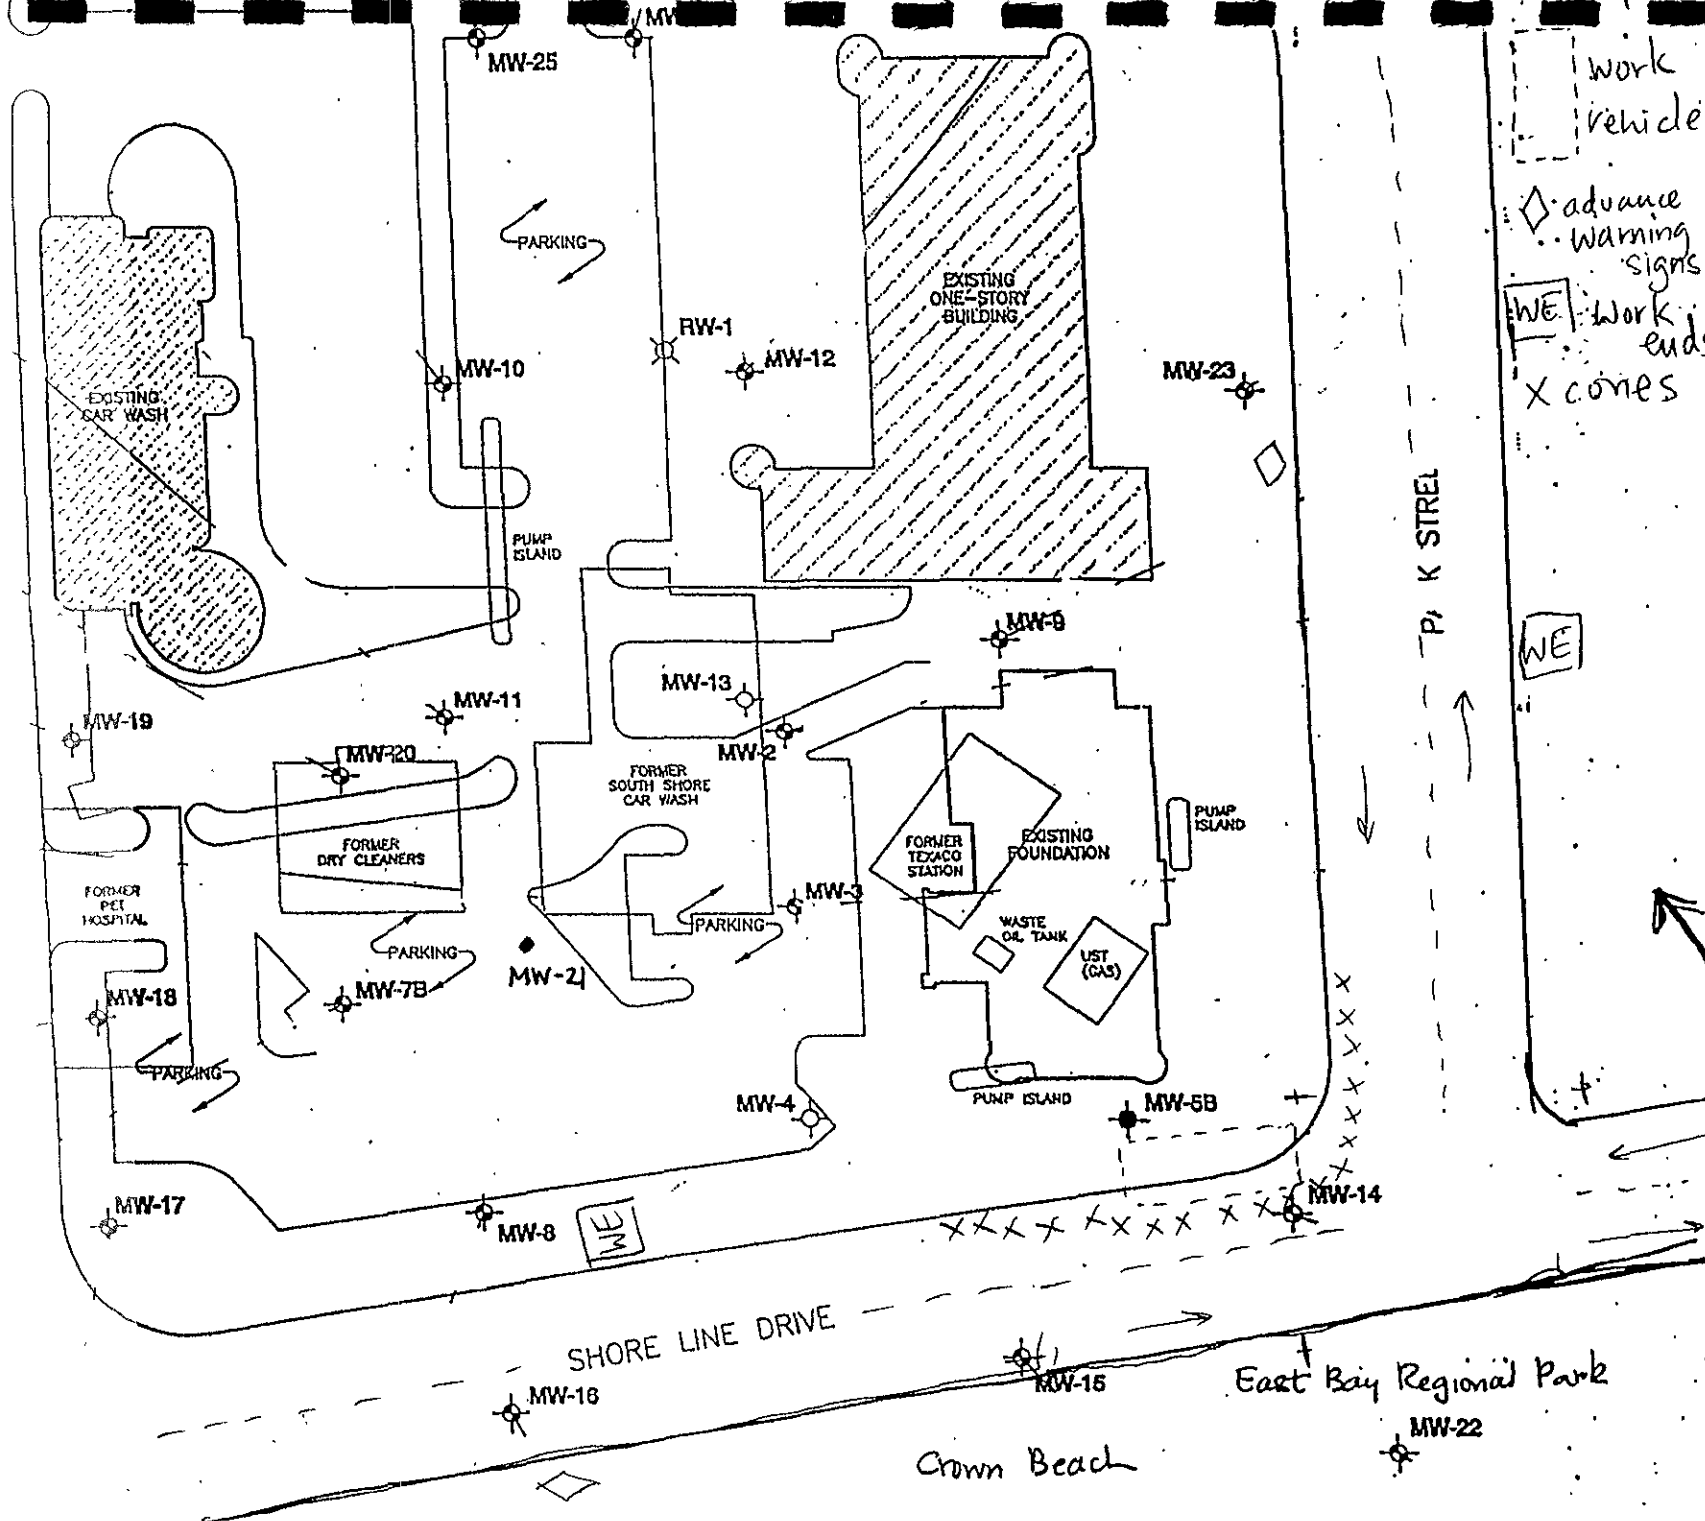 MW-25
work
vehicle
advance
warning
signs
WE
work
ends
X cones
PARKING
EXISTING
ONE-STORY
BUILDING
RW-1
MW-12
MW-10
MW-23
EXISTING
CAR WASH
PUMP
ISLAND
MW-9
WE
MW-13
MW-11
MW-19
MW-2
MW-20
FORMER
SOUTH SHORE
CAR WASH
PUMP
ISLAND
FORMER
DRY CLEANERS
FORMER
TEXACO
STATION
EXISTING
FOUNDATION
FORMER
PET
HOSPITAL
MW-3
PARKING
WASTE
OIL TANK
PARKING
UST
(GAS)
MW-21
MW-7B
MW-18
PARKING
MW-4
PUMP ISLAND
MW-5B
MW-17
MW-8
WE
MW-14
SHORE LINE DRIVE
MW-15
East Bay Regional Park
MW-16
MW-22
Crown Beach